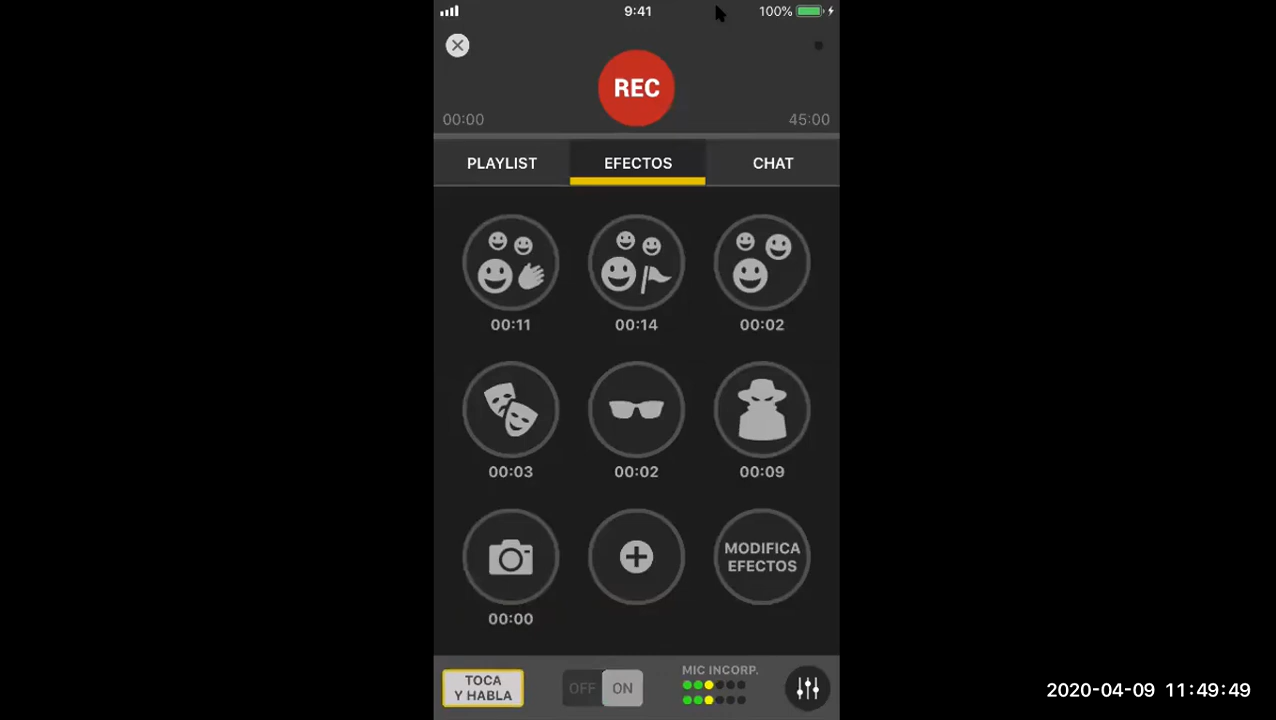 9:41
100%
REC
00:00
45:00
PLAYLIST
EFECTOS
CHAT
00:11
00:14
00:02
00:03
00:02
00:09
MODIFICA
EFECTOS
00:00
TOCA
Y HABLA
OFF
ON
MIC INCORP.
2020-04-09 11:49:49